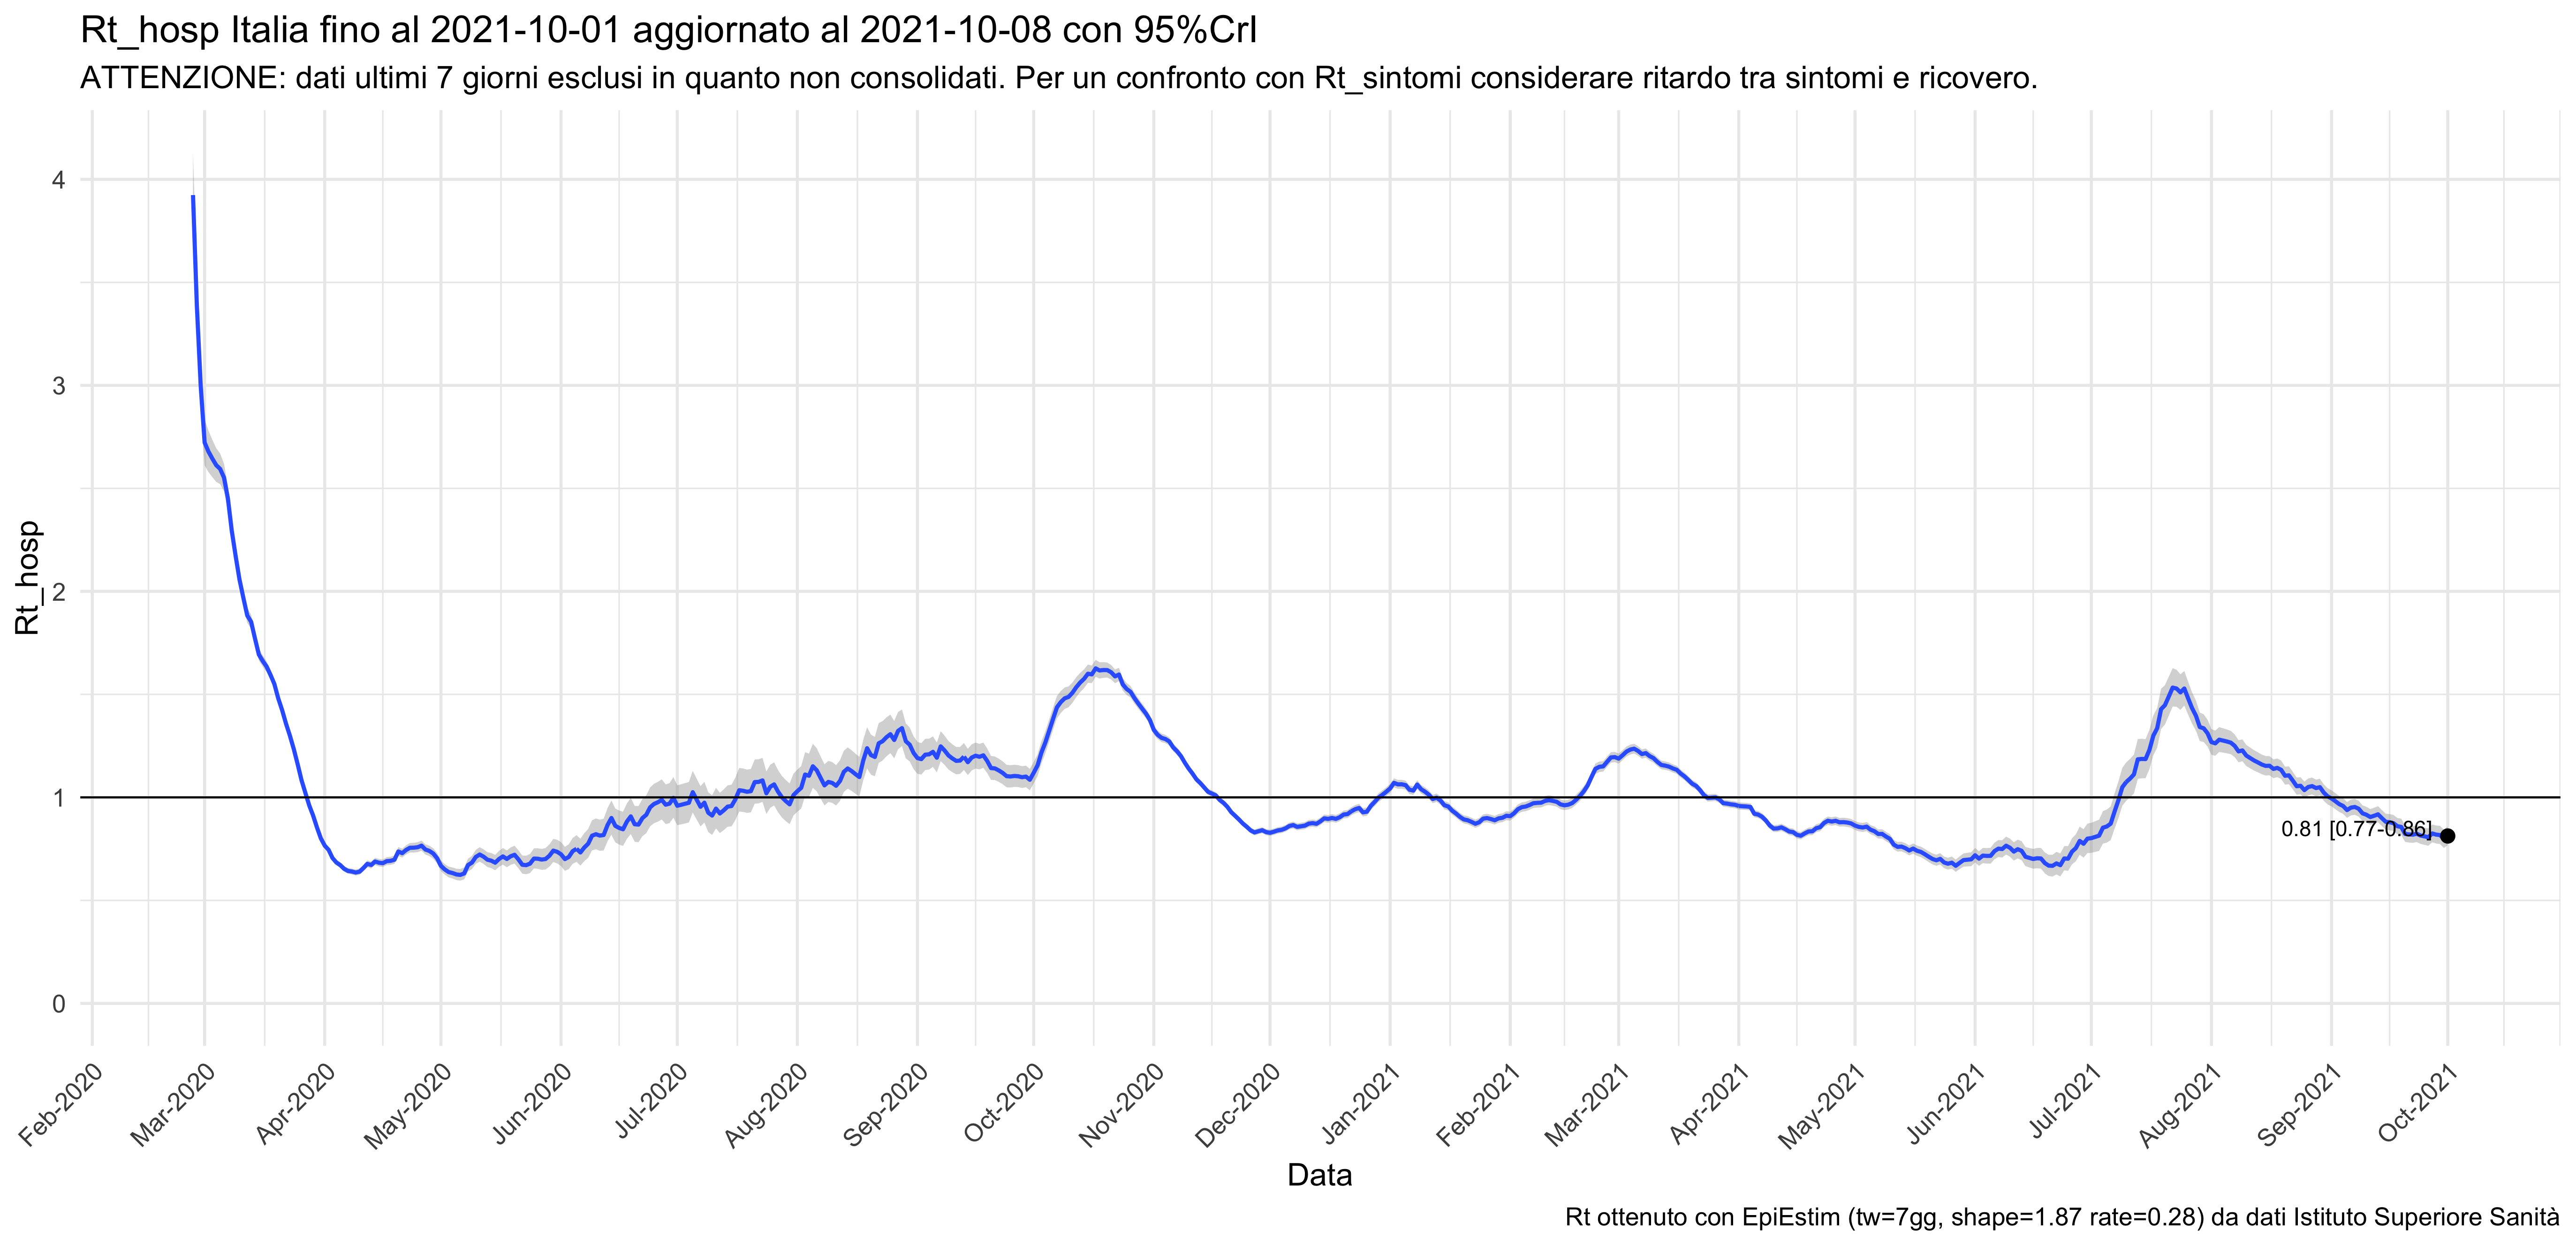 Rt_hosp Italia fino al 2021-10-01 aggiornato al 2021-10-08 con 95%CrI
ATTENZIONE: dati ultimi 7 giorni esclusi in quanto non consolidati. Per un confronto con Rt_sintomi considerare ritardo tra sintomi e ricovero.
4
3
2
1
0
Rt_hosp
0.81 [0.77-0.86]
Feb-2020
Mar-2020
Apr-2020
May-2020
Jun-2020
Jul-2020
Aug-2020
Sep-2020
Oct-2020
Nov-2020
Dec-2020
Jan-2021
Feb-2021
Mar-2021
Apr-2021
May-2021
Jun-2021
Jul-2021
Aug-2021
Sep-2021
Oct-2021
Data
Rt ottenuto con EpiEstim (tw=7gg, shape=1.87 rate=0.28) da dati Istituto Superiore Sanità